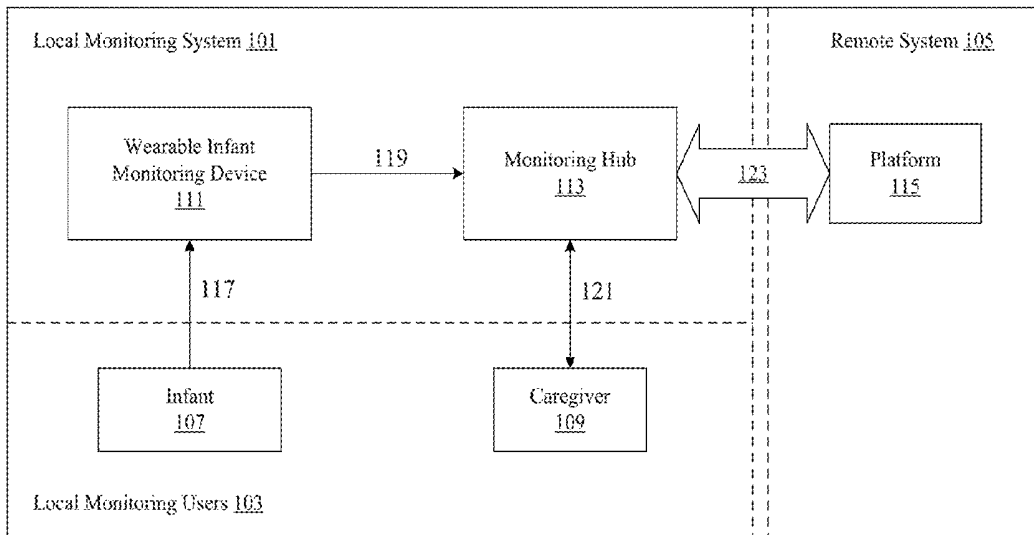 Local Monitoring System 101
Remote System 105
Wearable Infant
Monitoring Device
111
119
Monitoring Hub
113
123
Platform
115
117
121
Infant
107
Caregiver
109
Local Monitoring Users 103